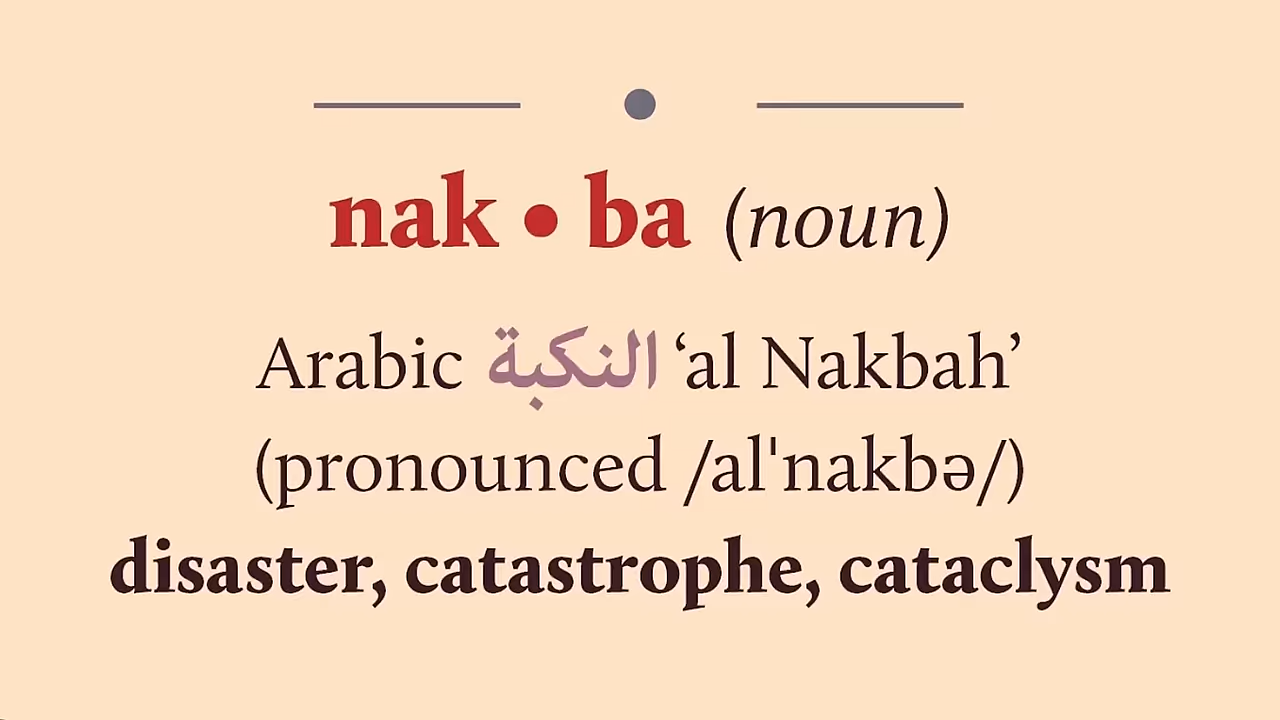 nak • ba (noun)
Arabic النكبة ‘al Nakbah’
(pronounced /al'nakbə/)
disaster, catastrophe, cataclysm